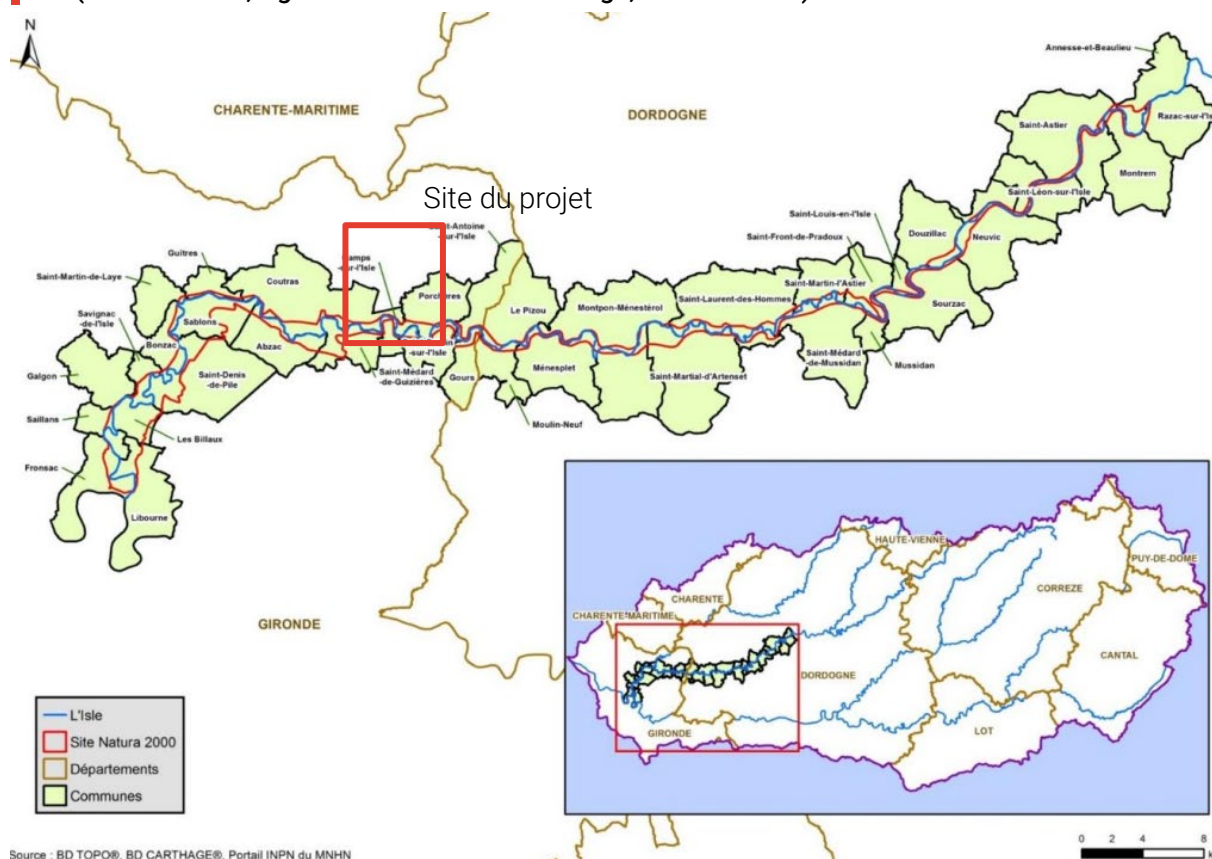 N
CHARENTE-MARITIME
DORDOGNE
Site du projet
Annesse-et-Beaulieu
Saint-Astier
Razac-sur-l'Is
Montrem
Saint-Léon-sur-l'Isle
Saint-Louis-en-l'Isle
Douzillac
Neuvic
Saint-Front-de-Pradoux
-sur-l'Isle
Guîtres
Saint-Martin-de-Laye
Coutras
-sur-l'Isle
Porchères
Le Pizou
Montpon-Ménestérol
Saint-Laurent-des-Hommes
Saint-Martin-l'Astier
Sourzac
Savignac
-de-l'Isle
Sablons
Bonzac
Abzac
-sur-l'Isle
Saint-Médard
-de-Guizières
Gours
Ménesplet
Saint-Martial-d'Artenset
Saint-Médard
-de-Mussidan
Mussidan
Galgon
Saint-Denis
-de-Pile
Moulin-Neuf
Saillans
Les Billaux
Fronsac
Libourne
GIRONDE
HAUTE-VIENNE
PUY-DE-DOME
CORREZE
CHARENTE
CHARENTE-MARITIME
CANTAL
DORDOGNE
GIRONDE
LOT
L'Isle
Site Natura 2000
Départements
Communes
0 2 4 8
Source : BD TOPO®, BD CARTHAGE®, Portail INPN du MNHN